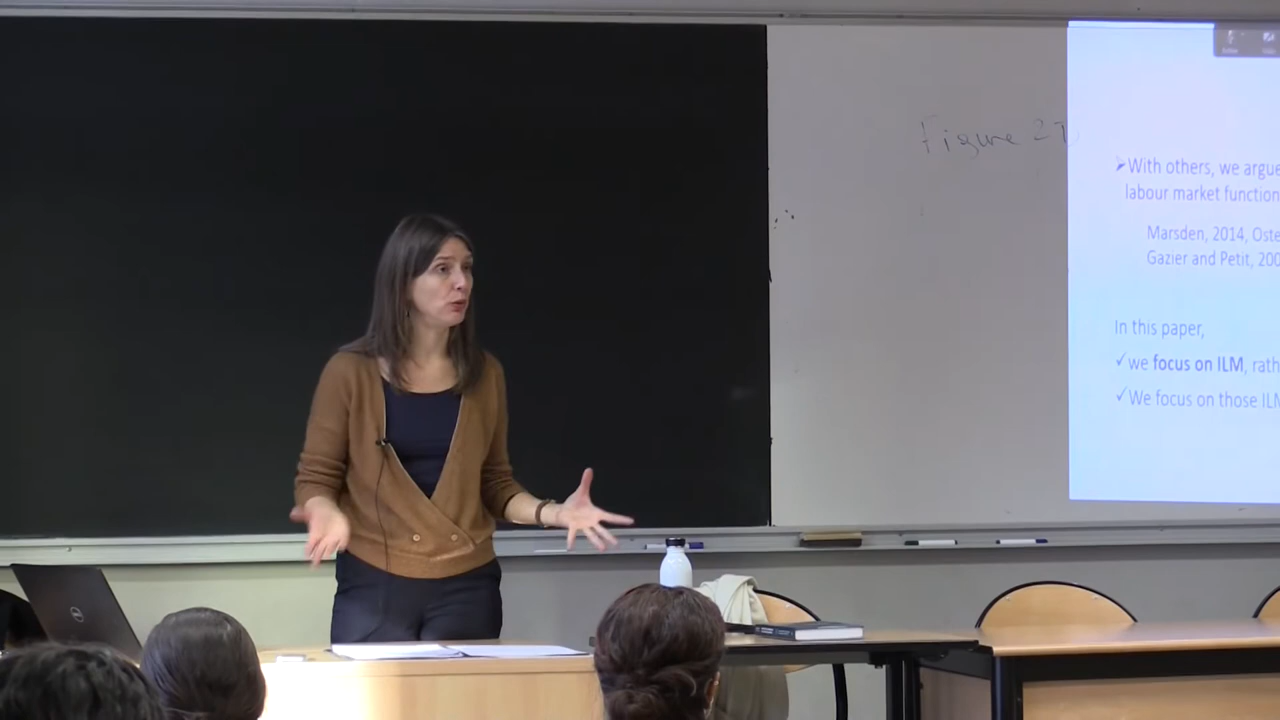 Figure 2
➢With others, we argue
labour market function
Marsden, 2014, Oste
Gazier and Petit, 200
In this paper,
✓we focus on ILM, rath
✓We focus on those ILM
DELL